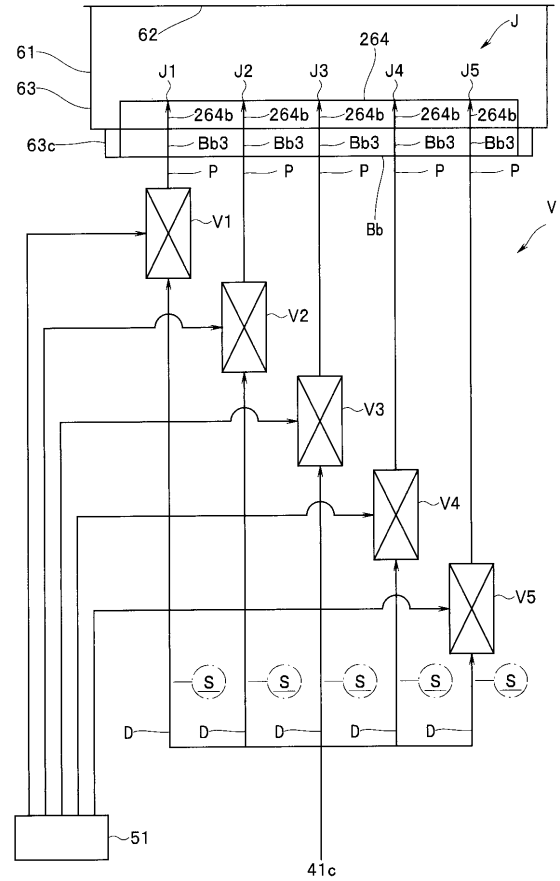 62
J
61
264
J1 J2 J3 J4 J5
63
264b 264b 264b 264b 264b
63c
Bb3 Bb3 Bb3 Bb3 Bb3
P P P P P
V
Bb
V1
V2
V3
V4
V5
S S S S S
D D D D D
51
41c